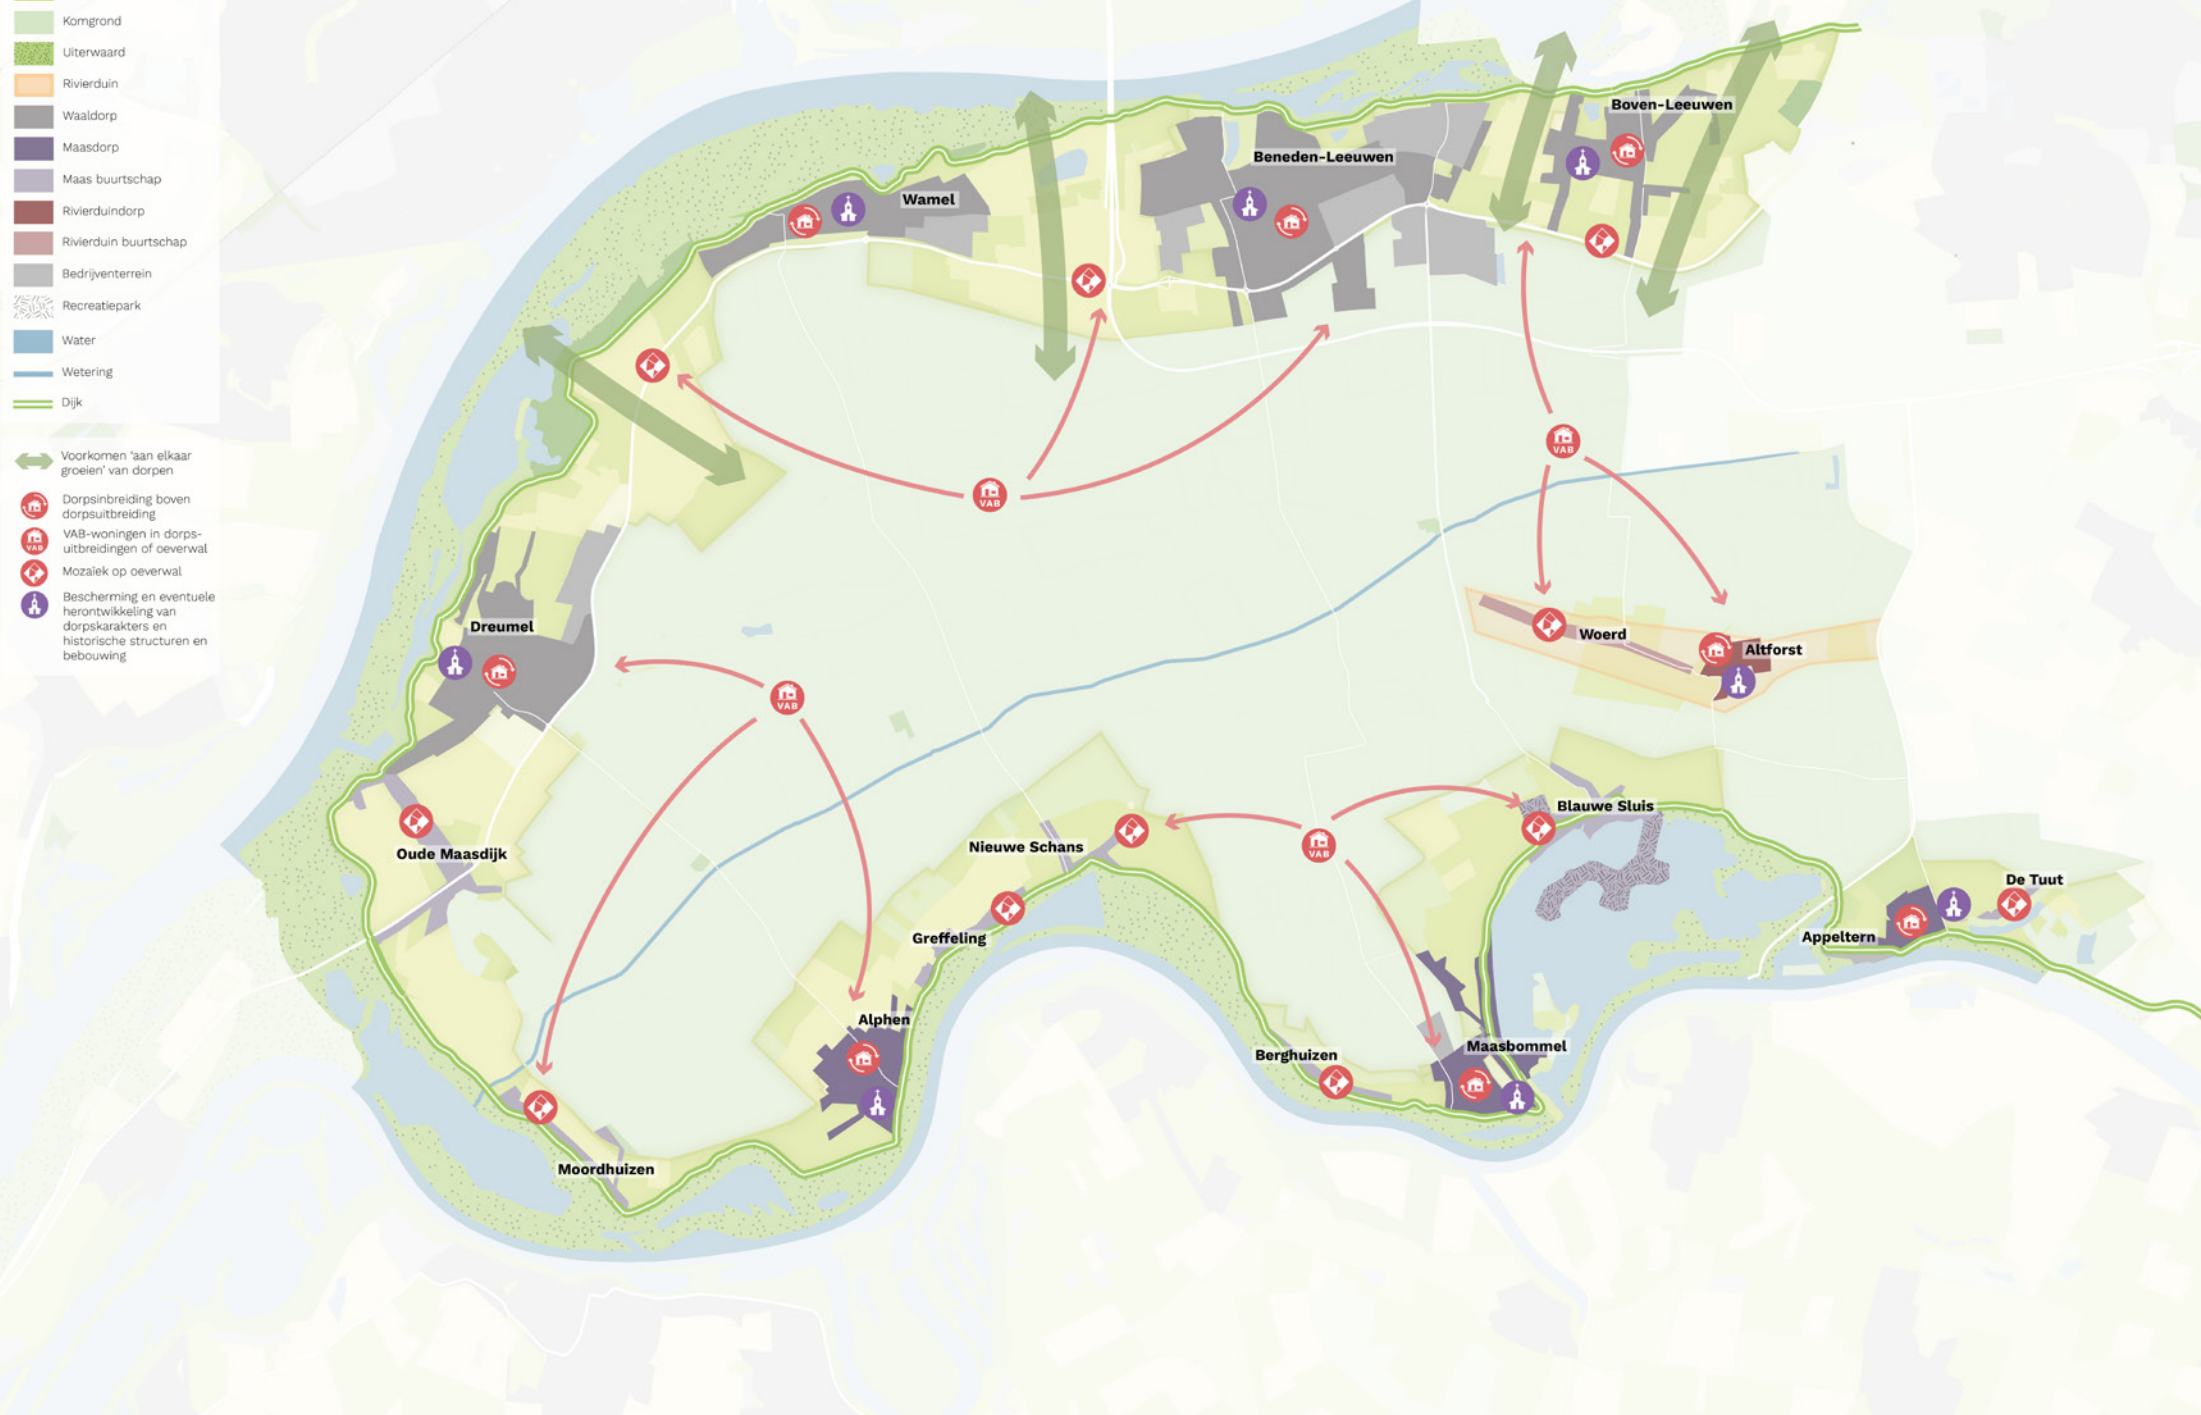 Komgrond
Uiterwaard
Rivierduin
Waaldorp
Maasdorp
Maas buurtschap
Rivierduindorp
Rivierduin buurtschap
Bedrijventerrein
Recreatiepark
Water
Wetering
Dijk
Voorkomen 'aan elkaar
groeien' van dorpen
Dorpsinbreiding boven
dorpsuitbreiding
VAB
VAB-woningen in dorps-
uitbreidingen of oeverwal
Mozaïek op oeverwal
Bescherming en eventuele
herontwikkeling van
dorpskarakters en
historische structuren en
bebouwing
Boven-Leeuwen
Beneden-Leeuwen
Wamel
VAB
VAB
Dreumel
Woerd
Altforst
VAB
Blauwe Sluis
Nieuwe Schans
VAB
Oude Maasdijk
De Tuut
Greffeling
Appeltern
Alphen
Maasbommel
Berghuizen
Moordhuizen